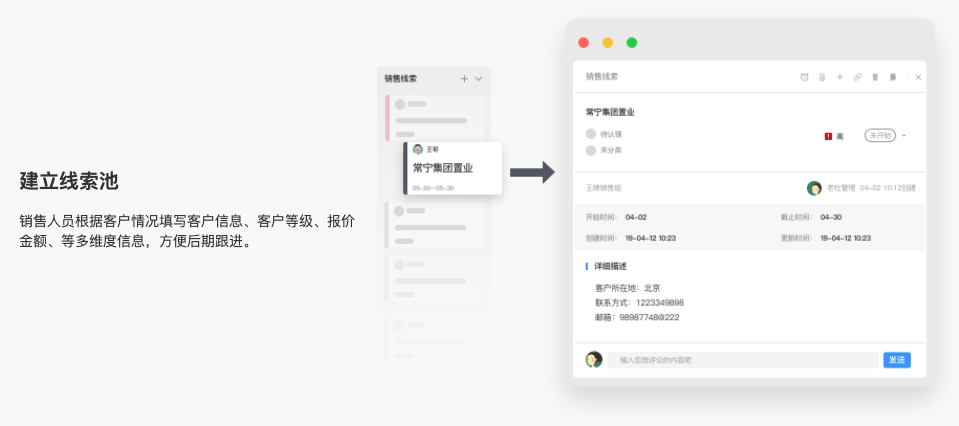 建立线索池
销售人员根据客户情况填写客户信息、客户等级、报价
金额、等多维度信息，方便后期跟进。
销售线索
王哥
常宁集团置业
05-20—05-30
销售线索
常宁集团置业
待认领
未分类
高
未开始
王牌销售组
老杜管理 04-02 10:12创建
开始时间： 04-02
截止时间： 04-30
创建时间： 19-04-12 10:23
更新时间： 19-04-12 10:23
详细描述
客户所在地：北京
联系方式：1223349898
邮箱：98987748@222
输入您想评论的内容吧
发送